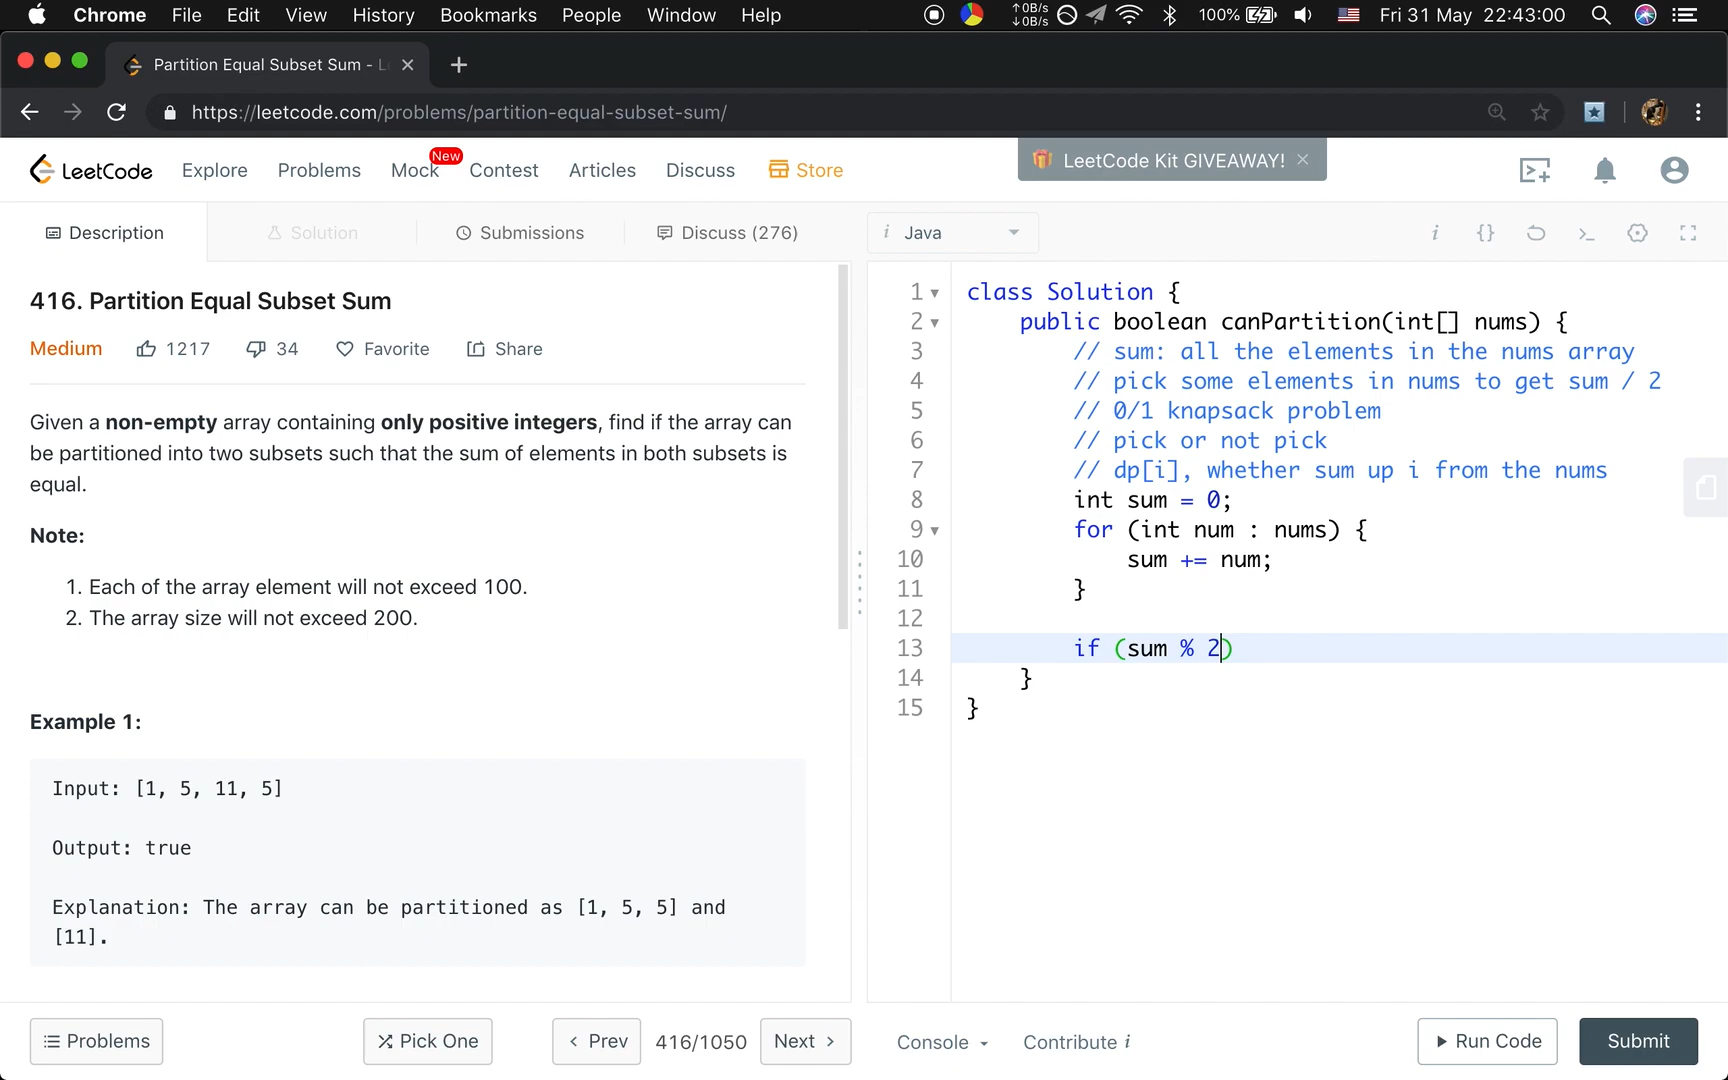 Chrome File Edit View History Bookmarks People Window Help ↑0B/s ↓0B/s 100% Fri 31 May 22:43:00
Partition Equal Subset Sum - L
https://leetcode.com/problems/partition-equal-subset-sum/
LeetCode Explore Problems Mock New Contest Articles Discuss Store LeetCode Kit GIVEAWAY!
Description Solution Submissions Discuss (276)
416. Partition Equal Subset Sum
Medium 1217 34 Favorite Share
Given a non-empty array containing only positive integers, find if the array can
be partitioned into two subsets such that the sum of elements in both subsets is
equal.
Note:
1. Each of the array element will not exceed 100.
2. The array size will not exceed 200.
Example 1:
Input: [1, 5, 11, 5]
Output: true
Explanation: The array can be partitioned as [1, 5, 5] and
[11].
Problems Pick One Prev 416/1050 Next
i Java
1 class Solution {
2 public boolean canPartition(int[] nums) {
3 // sum: all the elements in the nums array
4 // pick some elements in nums to get sum / 2
5 // 0/1 knapsack problem
6 // pick or not pick
7 // dp[i], whether sum up i from the nums
8 int sum = 0;
9 for (int num : nums) {
10 sum += num;
11 }
12
13 if (sum % 2)
14 }
15 }
Console Contribute i Run Code Submit